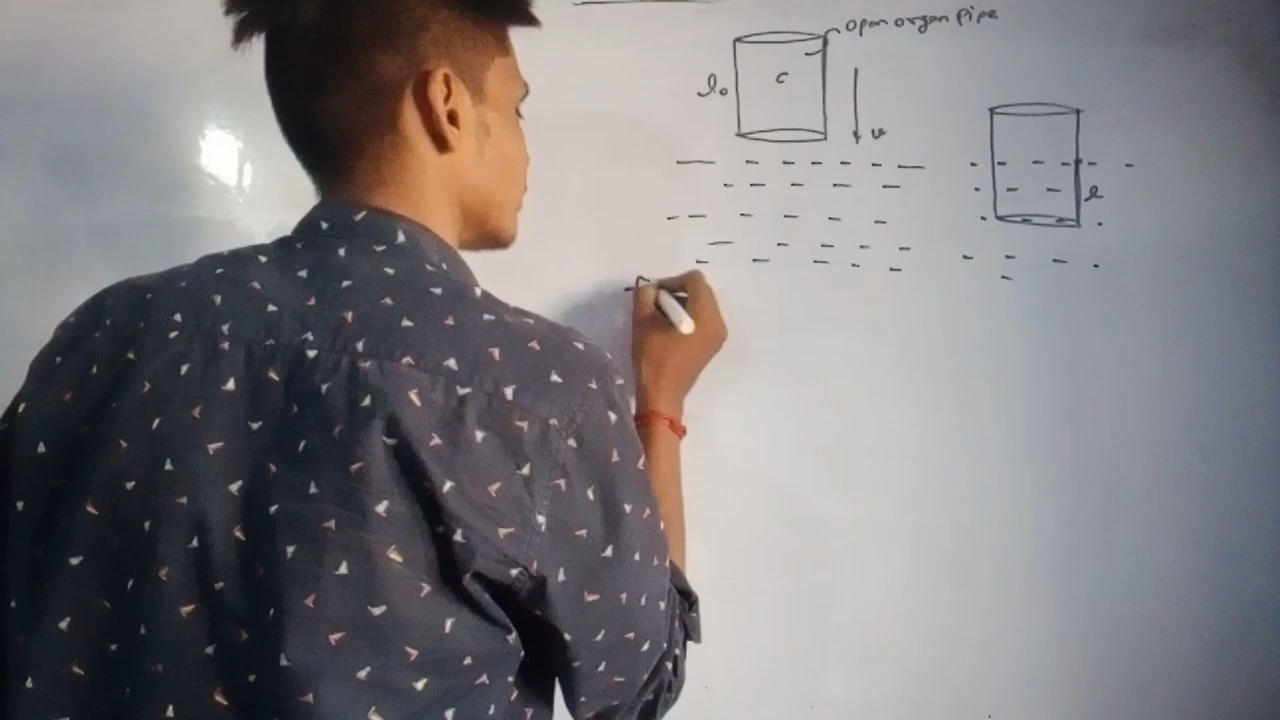 open organ pipe
l₀
c
v
l